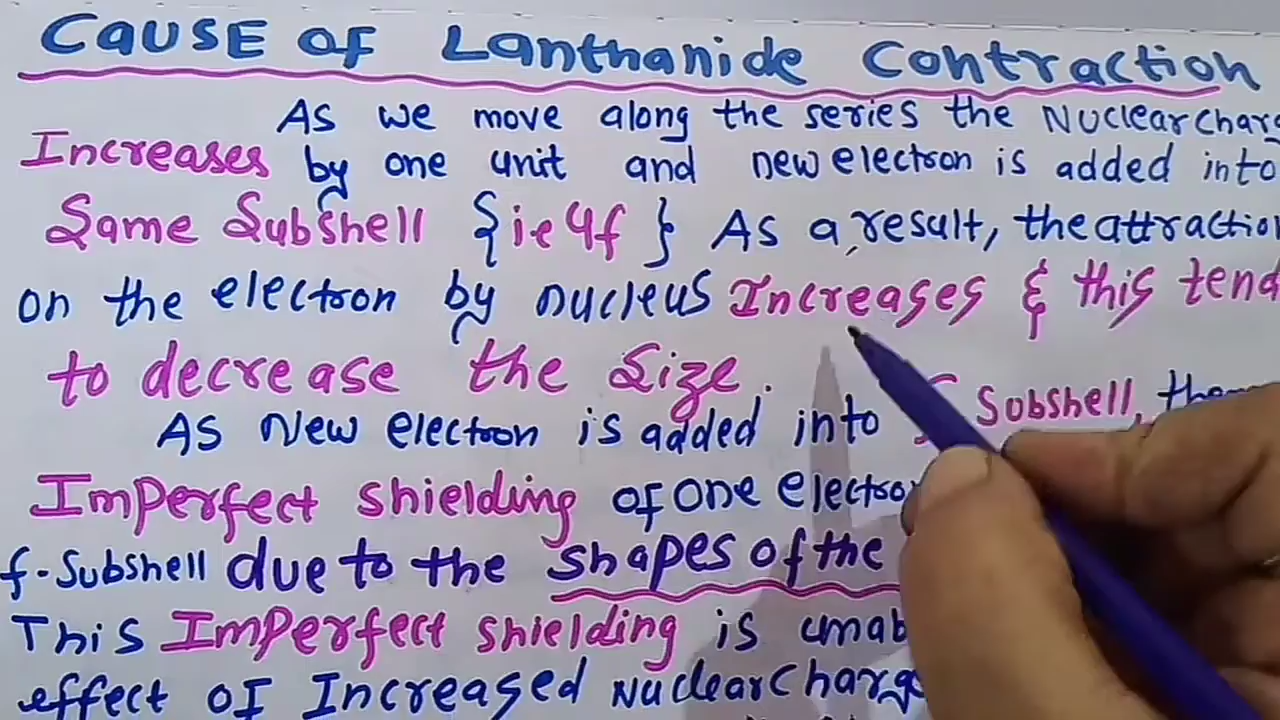 CAUSE of Lanthanide Contraction
As we move along the series the Nuclear
Increases by one unit and new electron is added into
Same Subshell {i.e 4f} As a result, the
on the electron by nucleus Increases & this tend
to decrease the Size.
As New electron is added into f Subshell,
Imperfect shielding of one
f-Subshell due to the shapes of the
This Imperfect shielding is
effect of Increased Nuclear